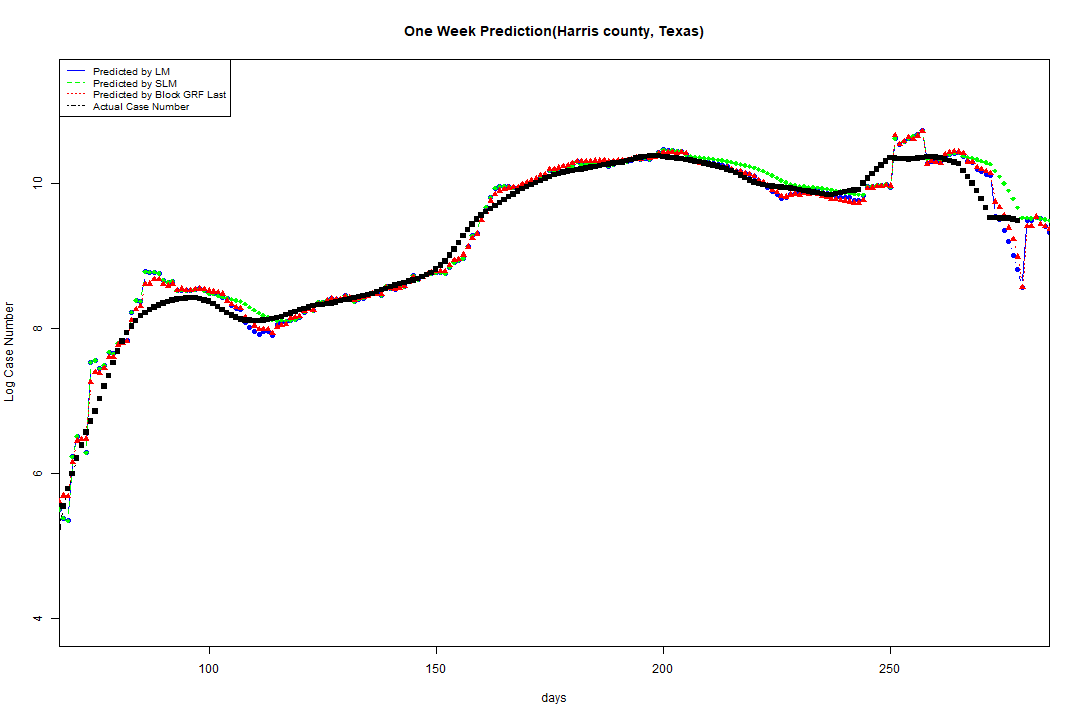 One Week Prediction(Harris county, Texas)
Predicted by LM
Predicted by SLM
Predicted by Block GRF Last
Actual Case Number
10
8
6
4
Log Case Number
100 150 200 250
days